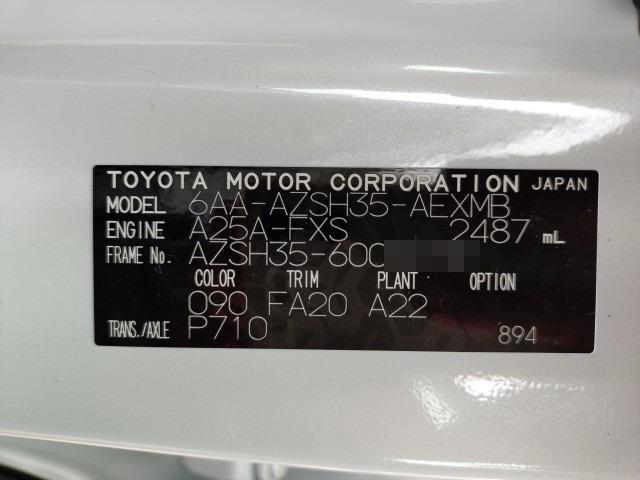 TOYOTA MOTOR CORPORATION JAPAN
MODEL 6AA-AZSH35-AEXMB
ENGINE A25A-FXS 2487 mL
FRAME No. AZSH35-600
COLOR TRIM PLANT OPTION
090 FA20 A22
TRANS./AXLE P710 894